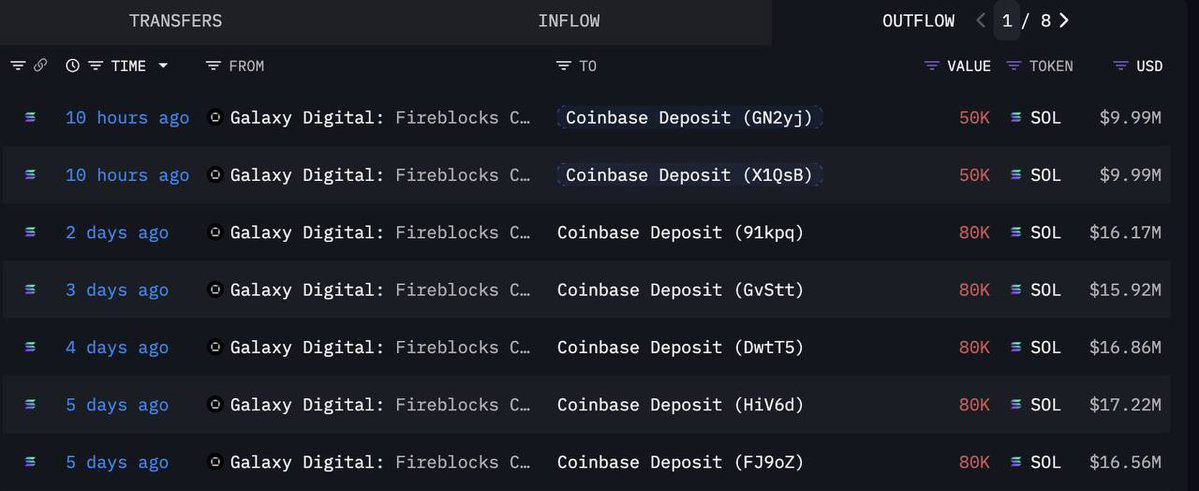 TRANSFERS INFLOW OUTFLOW 1 / 8
TIME FROM TO VALUE TOKEN USD
10 hours ago Galaxy Digital: Fireblocks C… Coinbase Deposit (GN2yj) 50K SOL $9.99M
10 hours ago Galaxy Digital: Fireblocks C… Coinbase Deposit (X1QsB) 50K SOL $9.99M
2 days ago Galaxy Digital: Fireblocks C… Coinbase Deposit (91kpq) 80K SOL $16.17M
3 days ago Galaxy Digital: Fireblocks C… Coinbase Deposit (GvStt) 80K SOL $15.92M
4 days ago Galaxy Digital: Fireblocks C… Coinbase Deposit (DwtT5) 80K SOL $16.86M
5 days ago Galaxy Digital: Fireblocks C… Coinbase Deposit (HiV6d) 80K SOL $17.22M
5 days ago Galaxy Digital: Fireblocks C… Coinbase Deposit (FJ9oZ) 80K SOL $16.56M